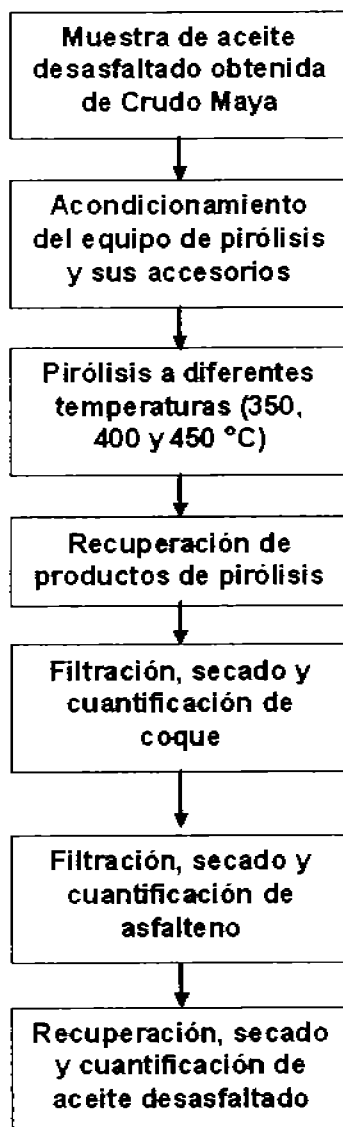 Muestra de aceite
desasfaltado obtenida
de Crudo Maya
Acondicionamiento
del equipo de pirólisis
y sus accesorios
Pirólisis a diferentes
temperaturas (350,
400 y 450 °C)
Recuperación de
productos de pirólisis
Filtración, secado y
cuantificación de
coque
Filtración, secado y
cuantificación de
asfalteno
Recuperación, secado
y cuantificación de
aceite desasfaltado